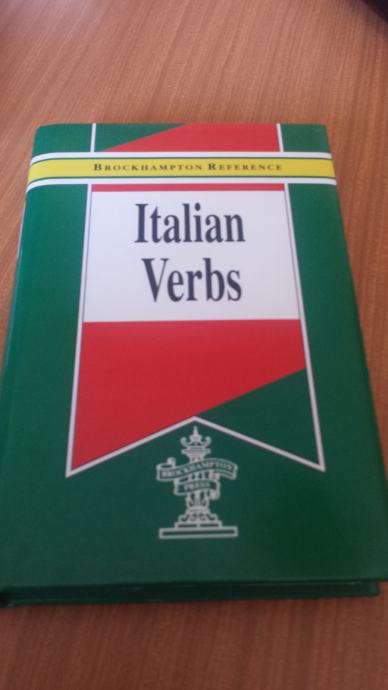 BROCKHAMPTON REFERENCE
Italian
Verbs
BROCKHAMPTON
PRESS